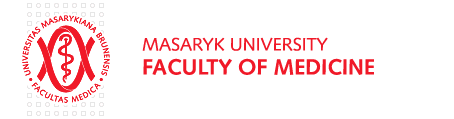 UNIVERSITAS MASARYKIANA BRUNENSIS
• FACULTAS MEDICA •
MASARYK UNIVERSITY
FACULTY OF MEDICINE